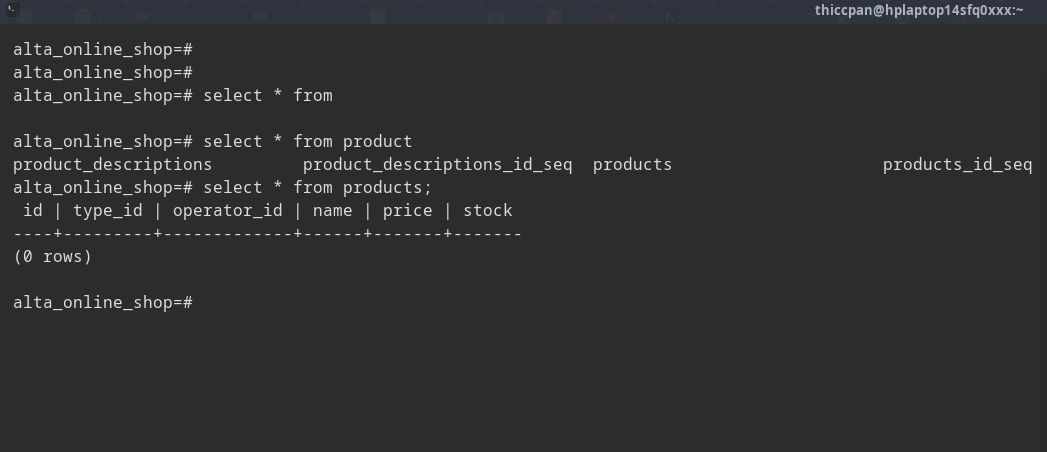 thiccpan@hplaptop14sfq0xxx:~
alta_online_shop=#
alta_online_shop=#
alta_online_shop=# select * from
alta_online_shop=# select * from product
product_descriptions product_descriptions_id_seq products products_id_seq
alta_online_shop=# select * from products;
 id | type_id | operator_id | name | price | stock
----+---------+-------------+------+-------+-------
(0 rows)
alta_online_shop=#